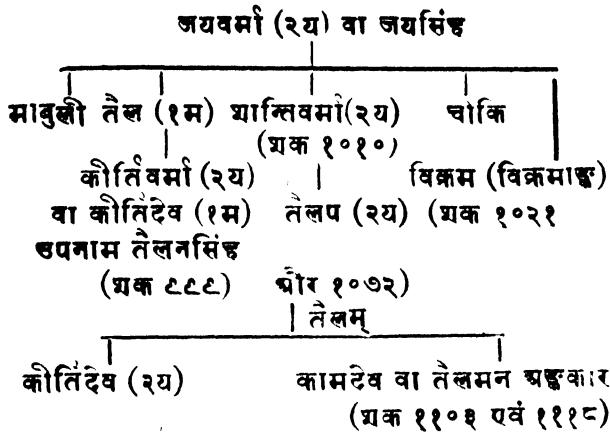 जयवर्मा (२य) वा जयसिंह
मावुली तैल (१म) शान्तिवर्मा(२य) चोकि
(शक १०१०)
कीर्तिवर्मा (२य) विक्रम (विक्रमाङ्क)
वा कीर्तिदेव (१म) तैलप (२य) (शक १०२१
उपनाम तैलनसिंह
(शक ९९९) और १०७२)
तैलम्
कीर्तिदेव (२य) कामदेव वा तैलमन अङ्ककार
(शक ११०३ एवं १११८)